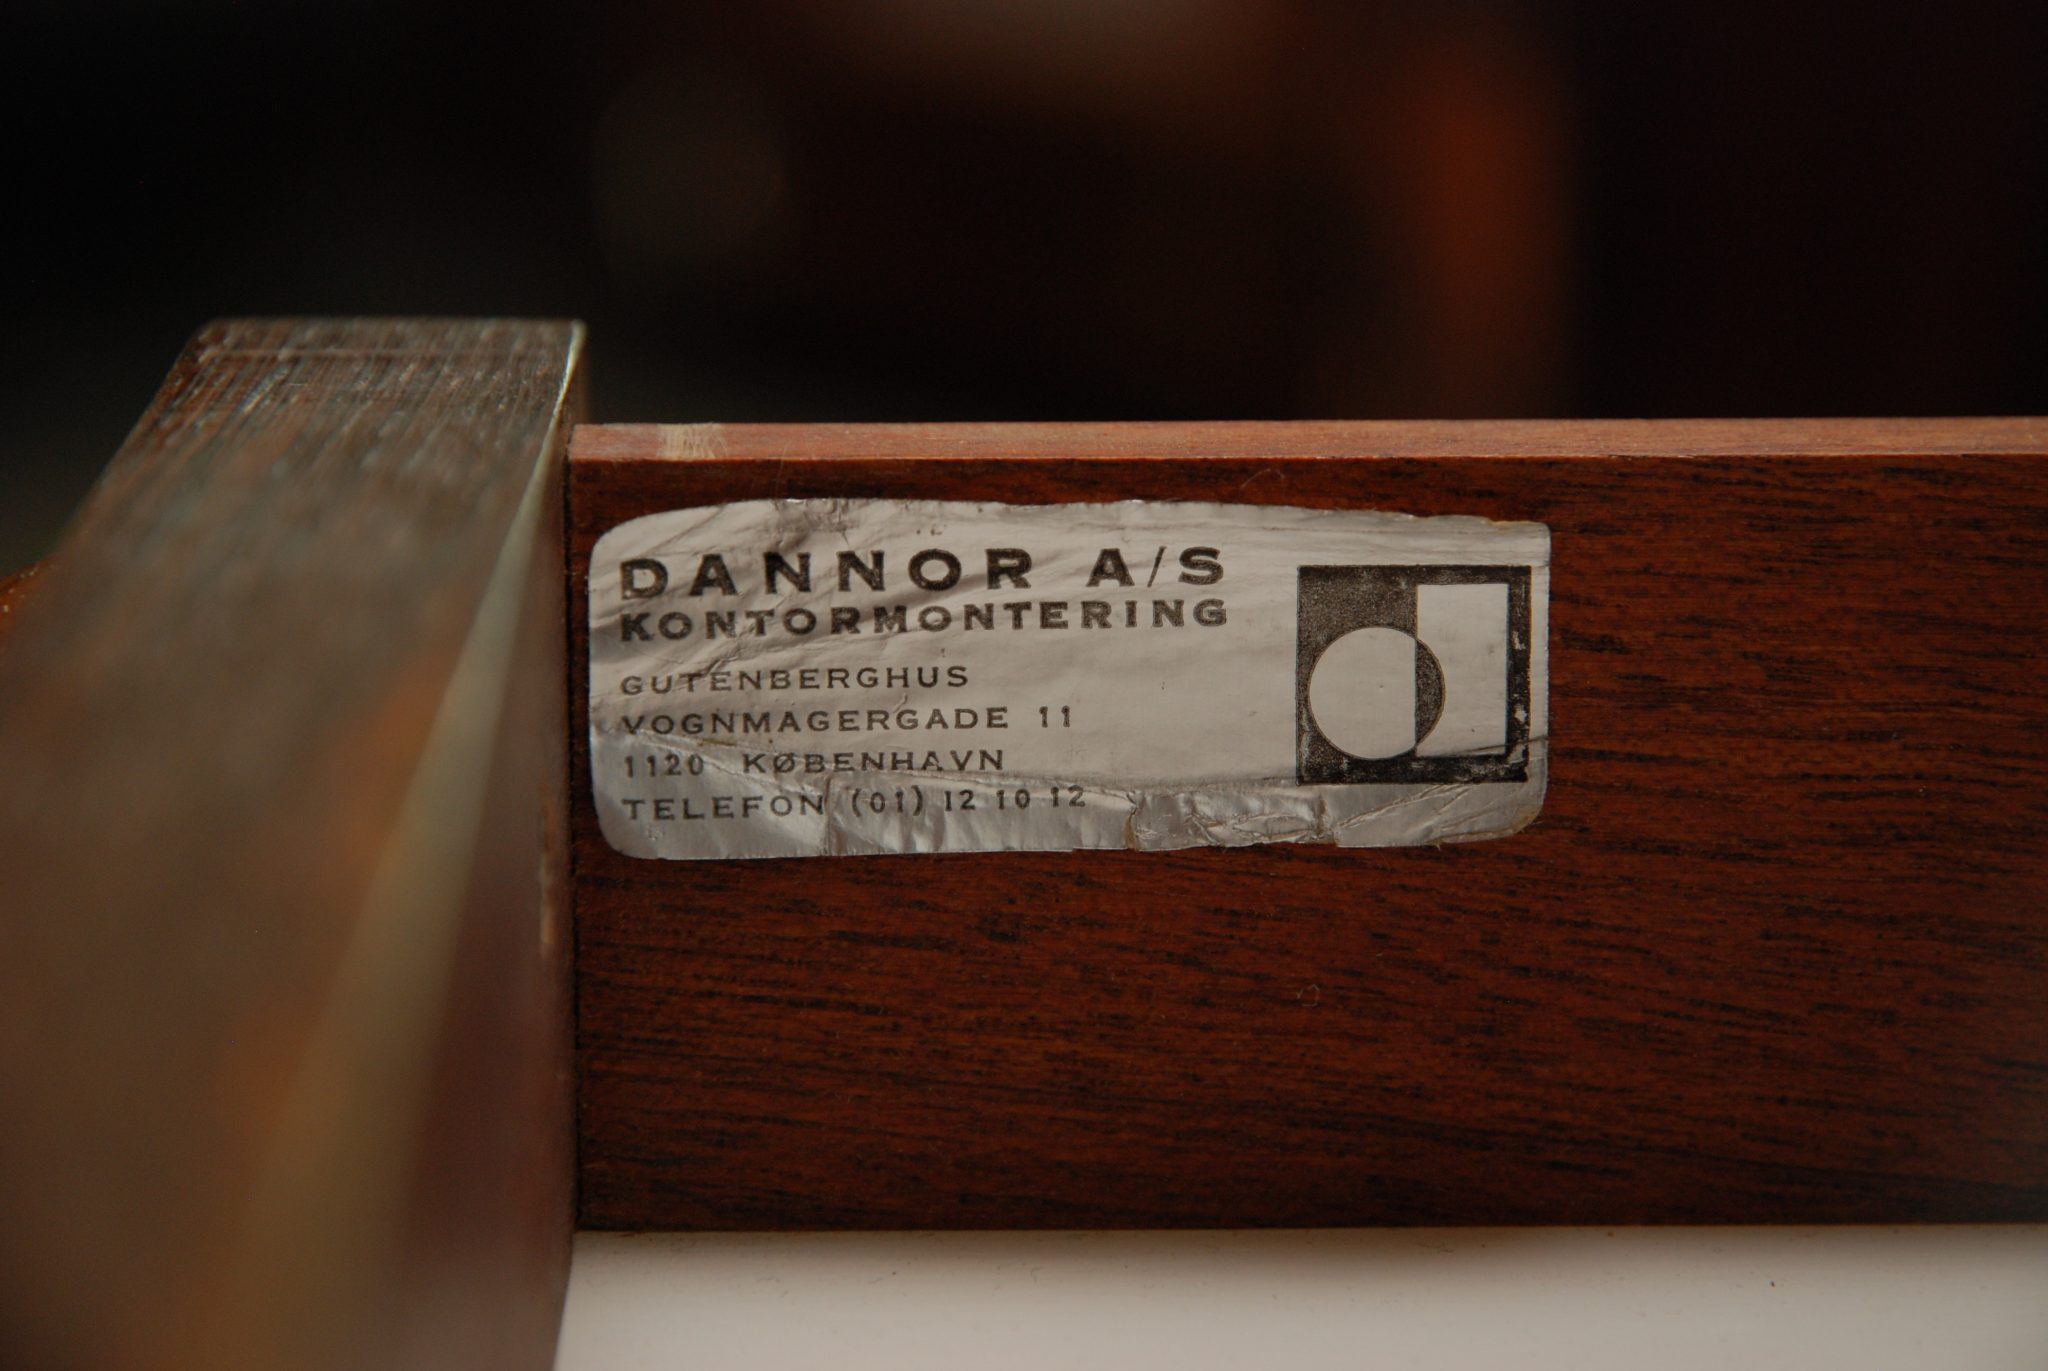 DANNOR A/S
KONTORMONTERING
GUTENBERGHUS
VOGNMAGERGADE 11
1120 KØBENHAVN
TELEFON (01) 12 10 12